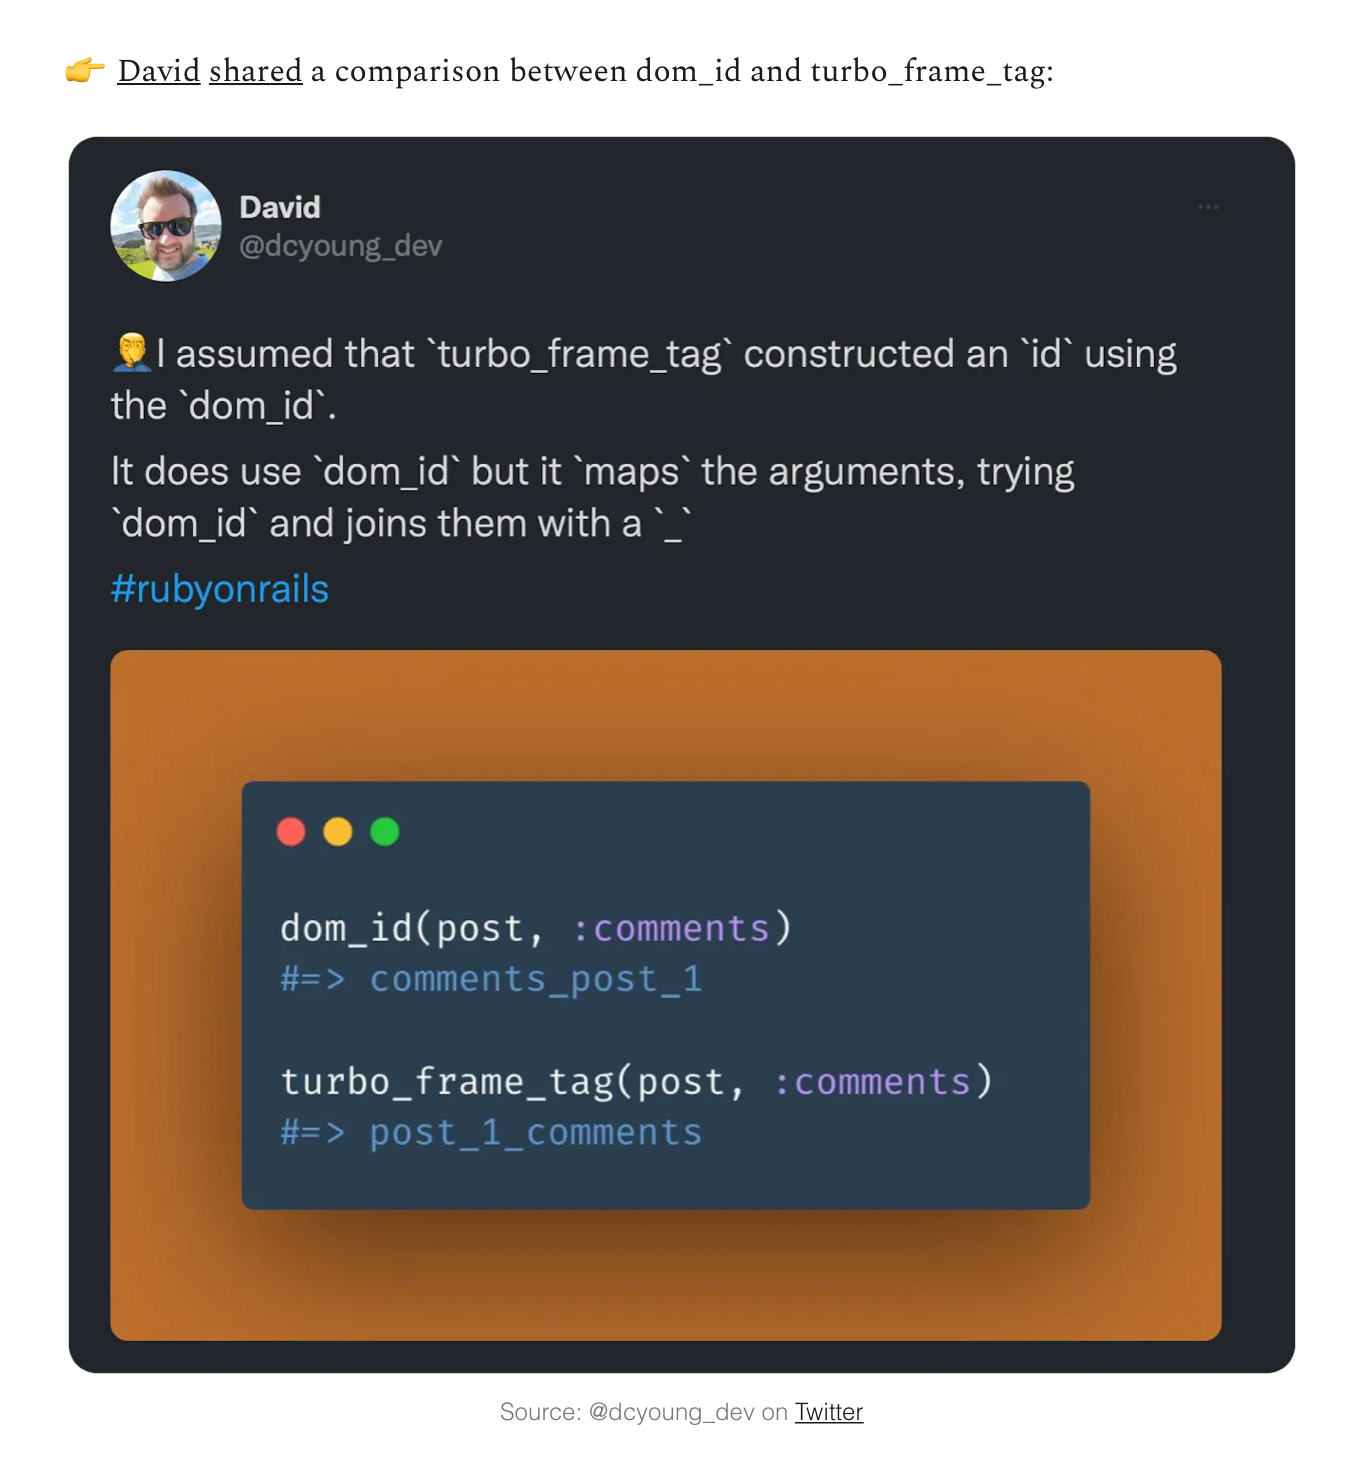 👉 David shared a comparison between dom_id and turbo_frame_tag:
David
@dcyoung_dev
🤦‍♂️I assumed that `turbo_frame_tag` constructed an `id` using
the `dom_id`.
It does use `dom_id` but it `maps` the arguments, trying
`dom_id` and joins them with a `_`
#rubyonrails
dom_id(post, :comments)
#=> comments_post_1
turbo_frame_tag(post, :comments)
#=> post_1_comments
Source: @dcyoung_dev on Twitter